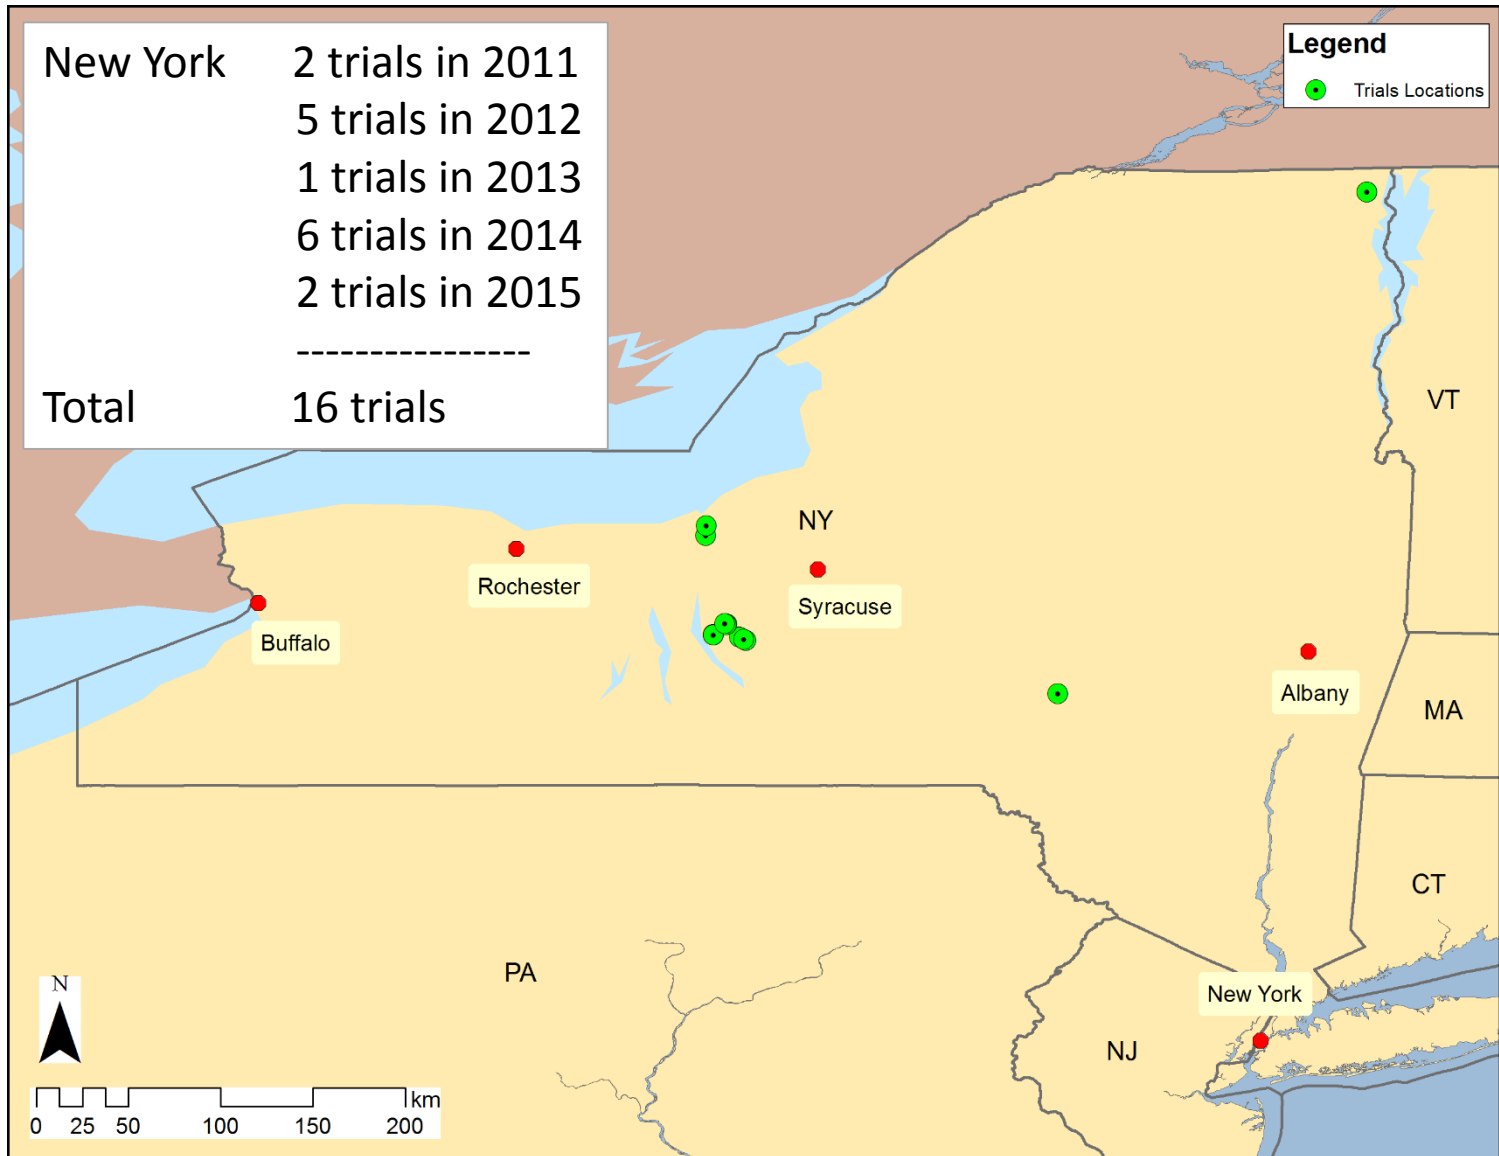 New York 2 trials in 2011
5 trials in 2012
1 trials in 2013
6 trials in 2014
2 trials in 2015
----------------
Total 16 trials
Legend
Trials Locations
VT
NY
Rochester
Syracuse
Buffalo
Albany
MA
CT
PA
New York
NJ
N
km
0 25 50 100 150 200